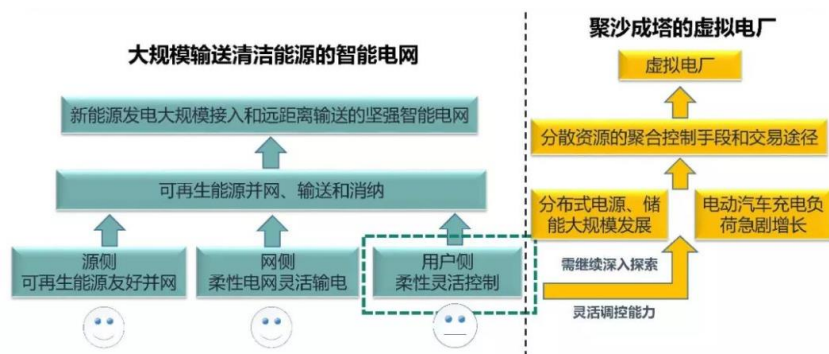 大规模输送清洁能源的智能电网
新能源发电大规模接入和远距离输送的坚强智能电网
可再生能源并网、输送和消纳
源侧
可再生能源友好并网
网侧
柔性电网灵活输电
用户侧
柔性灵活控制
聚沙成塔的虚拟电厂
虚拟电厂
分散资源的聚合控制手段和交易途径
分布式电源、储
能大规模发展
电动汽车充电负
荷急剧增长
需继续深入探索
灵活调控能力